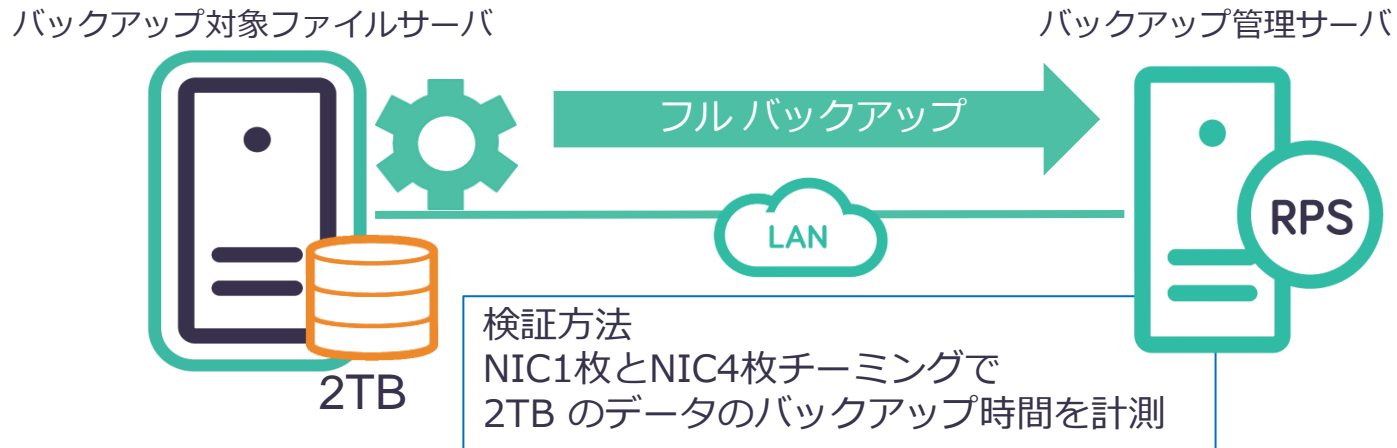 バックアップ対象ファイルサーバ
バックアップ管理サーバ
フル バックアップ
LAN
RPS
2TB
検証方法
NIC1枚とNIC4枚チーミングで
2TB のデータのバックアップ時間を計測